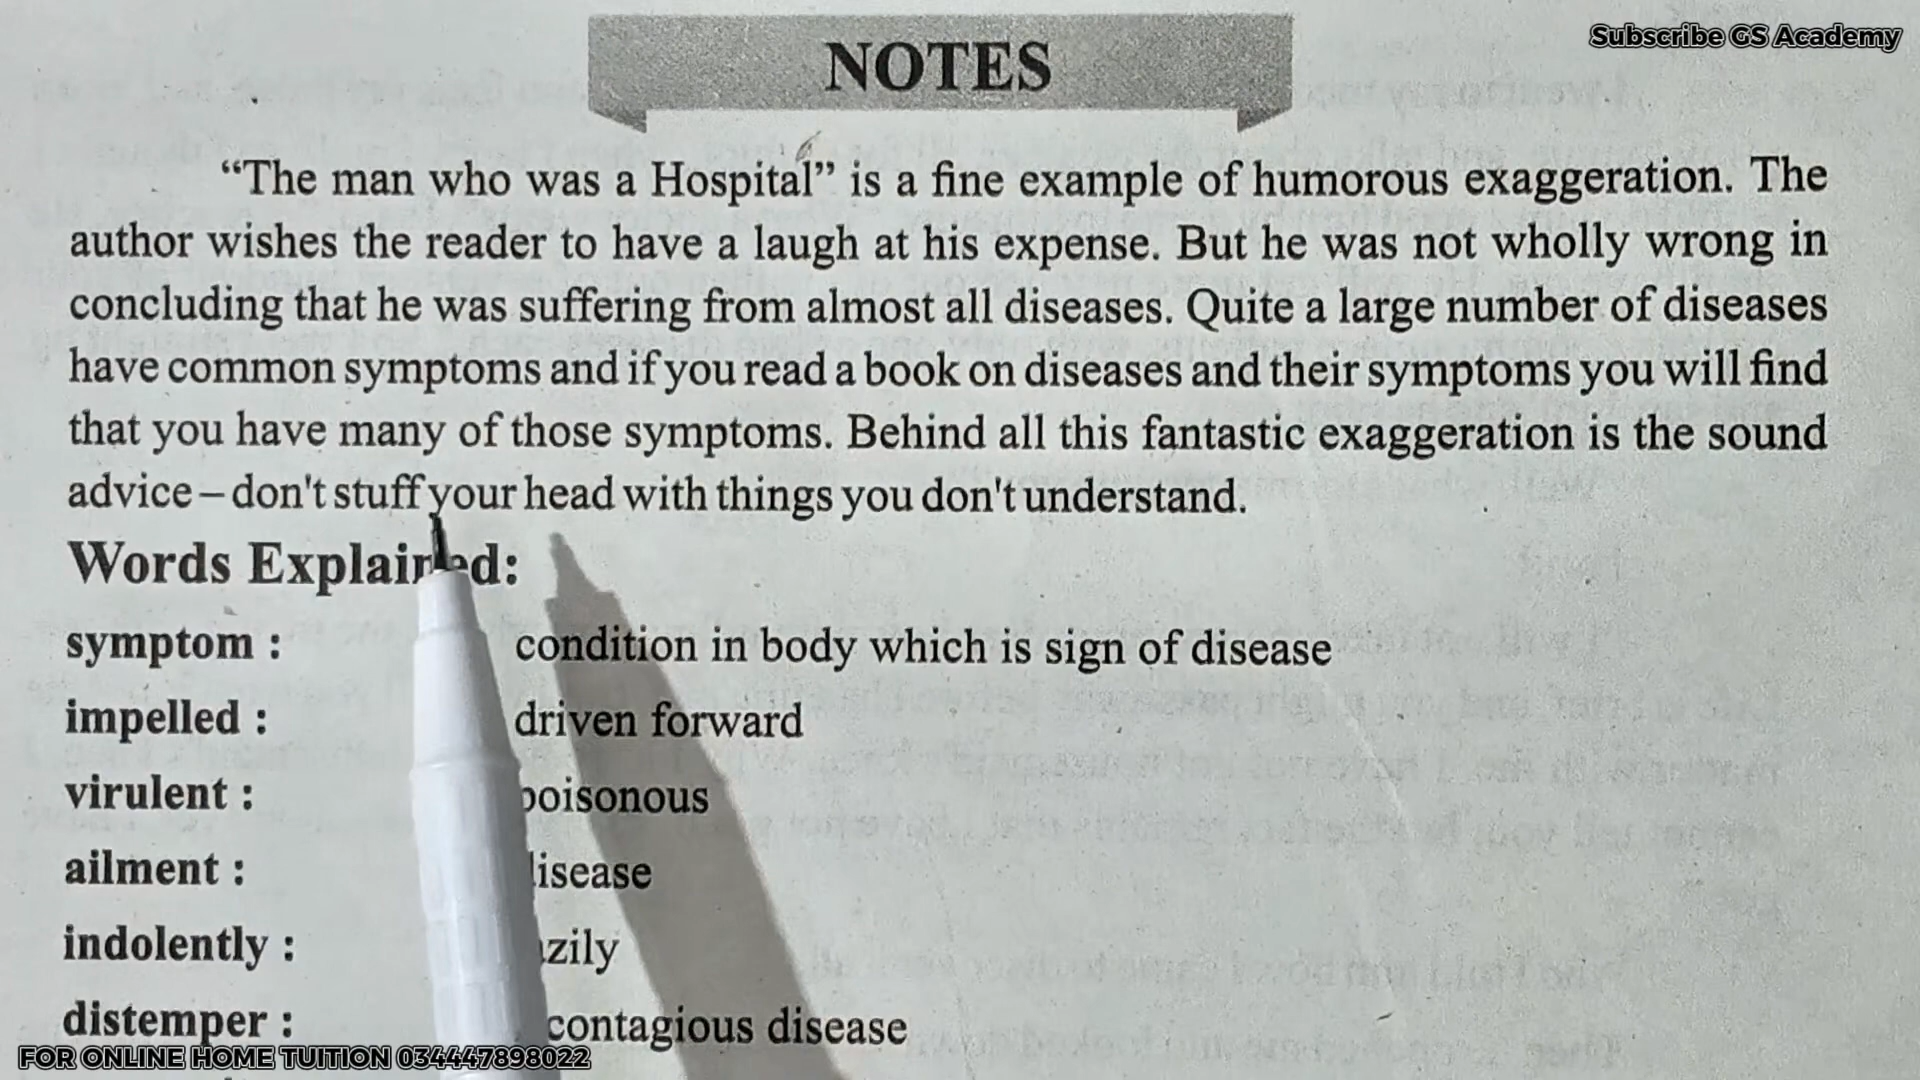 Subscribe GS Academy
NOTES
“The man who was a Hospital” is a fine example of humorous exaggeration. The
author wishes the reader to have a laugh at his expense. But he was not wholly wrong in
concluding that he was suffering from almost all diseases. Quite a large number of diseases
have common symptoms and if you read a book on diseases and their symptoms you will find
that you have many of those symptoms. Behind all this fantastic exaggeration is the sound
advice – don't stuff your head with things you don't understand.
Words Explained:
symptom : condition in body which is sign of disease
impelled : driven forward
virulent : poisonous
ailment : disease
indolently :
distemper : contagious disease
FOR ONLINE HOME TUITION 034447898022